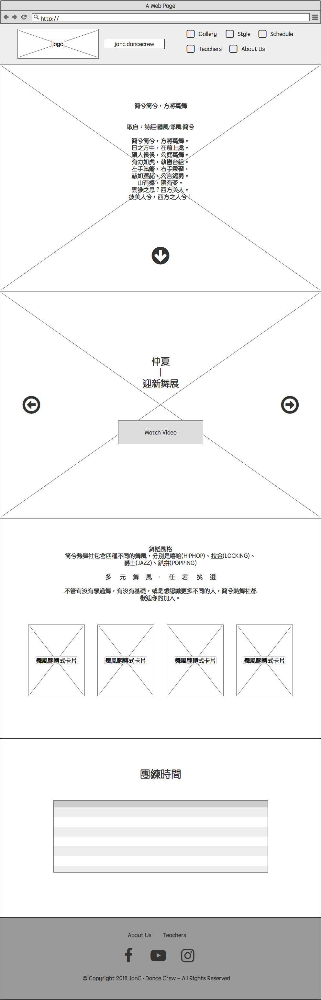 A Web Page
http://
logo
janc.dancecrew
Gallery Style Schedule
Teachers About Us
簡兮簡兮，方將萬舞
取自：詩經·國風·邶風·簡兮
簡兮簡兮，方將萬舞。
日之方中，在前上處。
碩人俁俁，公庭萬舞。
有力如虎，執轡台組。
左手執籥，右手秉翟，
赫如渥赭，公言錫爵。
山有榛，隰有苓。
雲誰之思？西方美人。
彼美人兮，西方之人兮！
仲夏
|
迎新舞展
Watch Video
舞蹈風格
簡兮熱舞社包含四種不同的舞風，分別是嘻哈(HIPHOP)、拉金(LOCKING)、
爵士(JAZZ)、趴拼(POPPING)
多 元 舞 風 · 任 君 挑 選
不管有沒有學過舞，有沒有基礎，或是想認識更多不同的人，簡兮熱舞社都
歡迎你的加入。
舞風翻轉式卡片 舞風翻轉式卡片 舞風翻轉式卡片 舞風翻轉式卡片
團練時間
About Us Teachers
© Copyright 2018 JanC · Dance Crew – All Rights Reserved